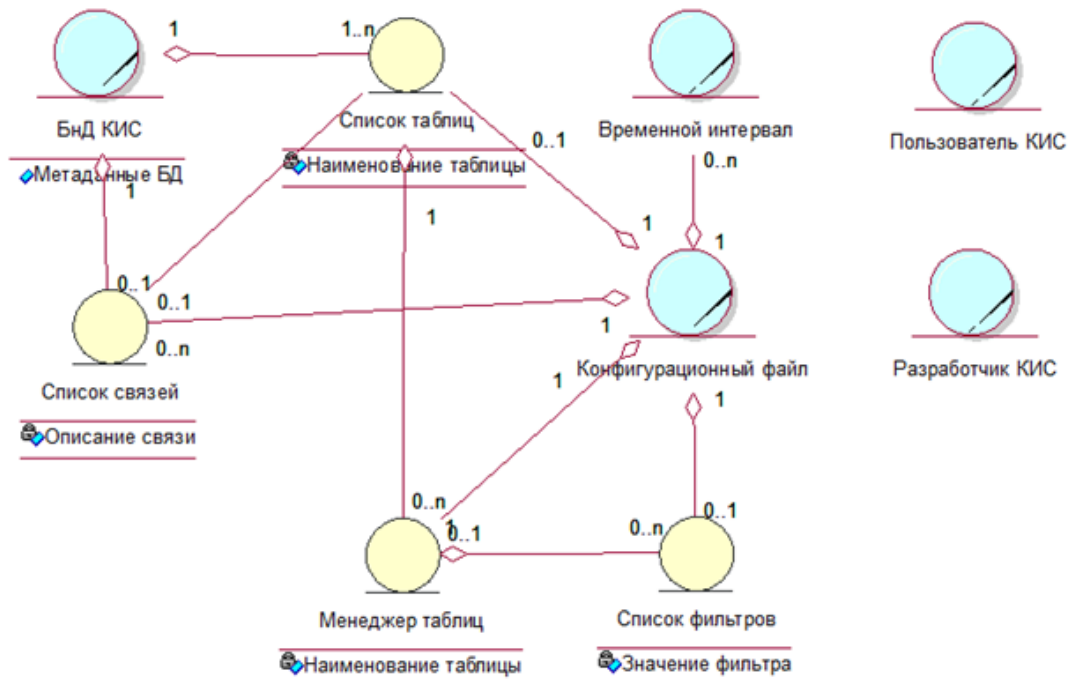 1
1..n
БнД КИС
Список таблиц
Временной интервал
Пользователь КИС
0..1
0..n
Метаданные БД
Наименование таблицы
1
1
1
1
0..1
0..1
0..n
1
Список связей
Конфигурационный файл
Разработчик КИС
1
1
Описание связи
0..n
1
0..1
0..n
0..1
Менеджер таблиц
Список фильтров
Наименование таблицы
Значение фильтра